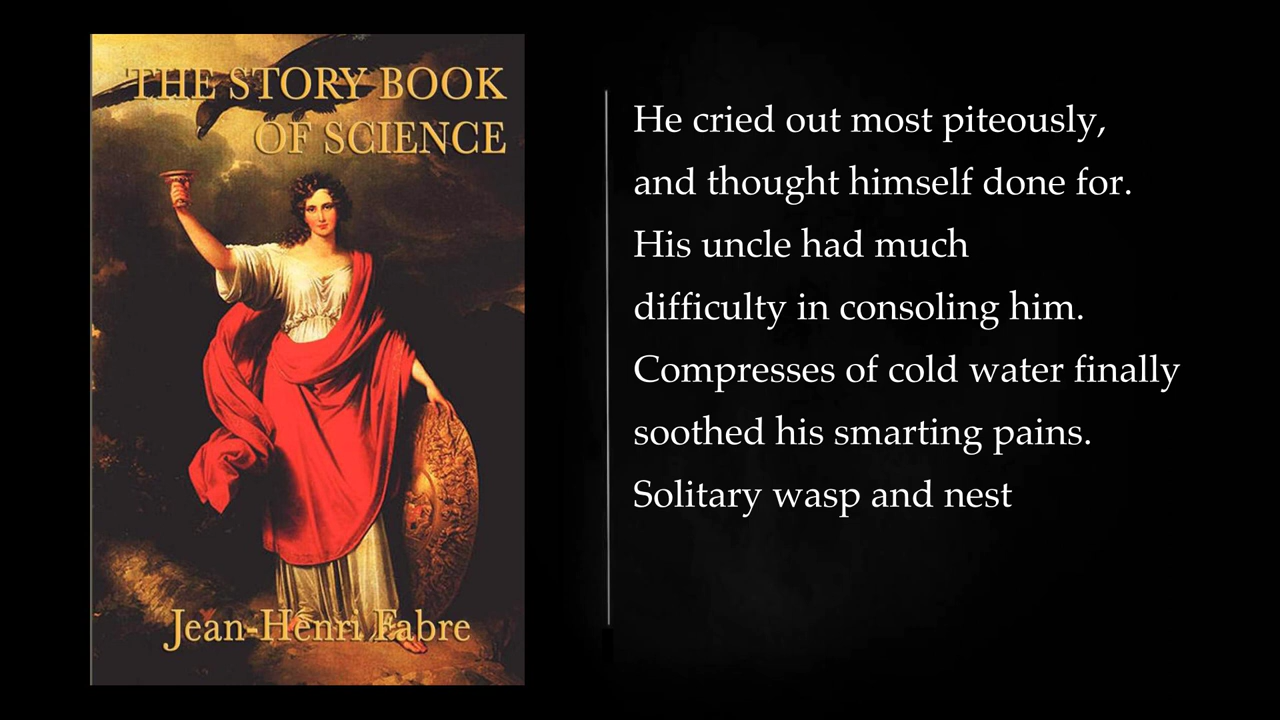 THE STORY BOOK
OF SCIENCE
Jean-Henri Fabre
He cried out most piteously,
and thought himself done for.
His uncle had much
difficulty in consoling him.
Compresses of cold water finally
soothed his smarting pains.
Solitary wasp and nest